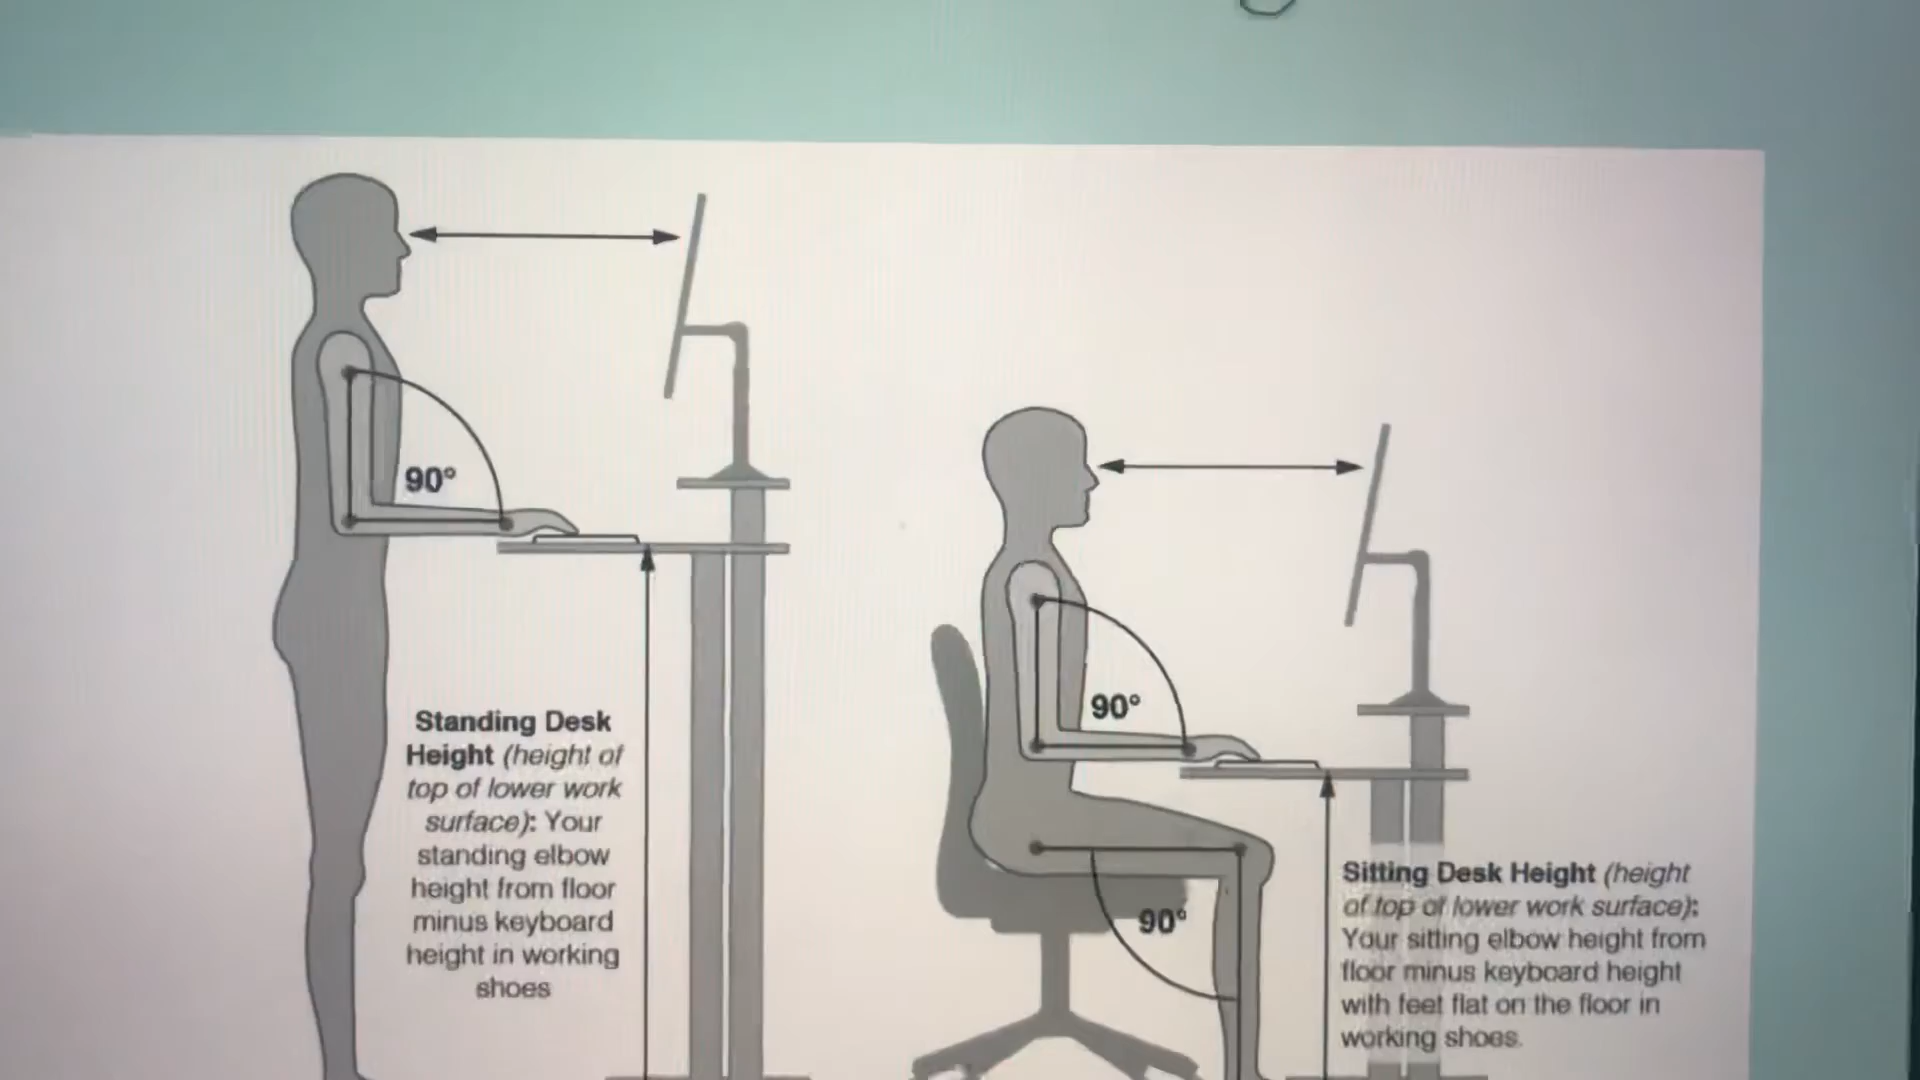 90°
Standing Desk
Height (height of
top of lower work
surface): Your
standing elbow
height from floor
minus keyboard
height in working
shoes
90°
90°
Sitting Desk Height (height
of top of lower work surface):
Your sitting elbow height from
floor minus keyboard height
with feet flat on the floor in
working shoes.